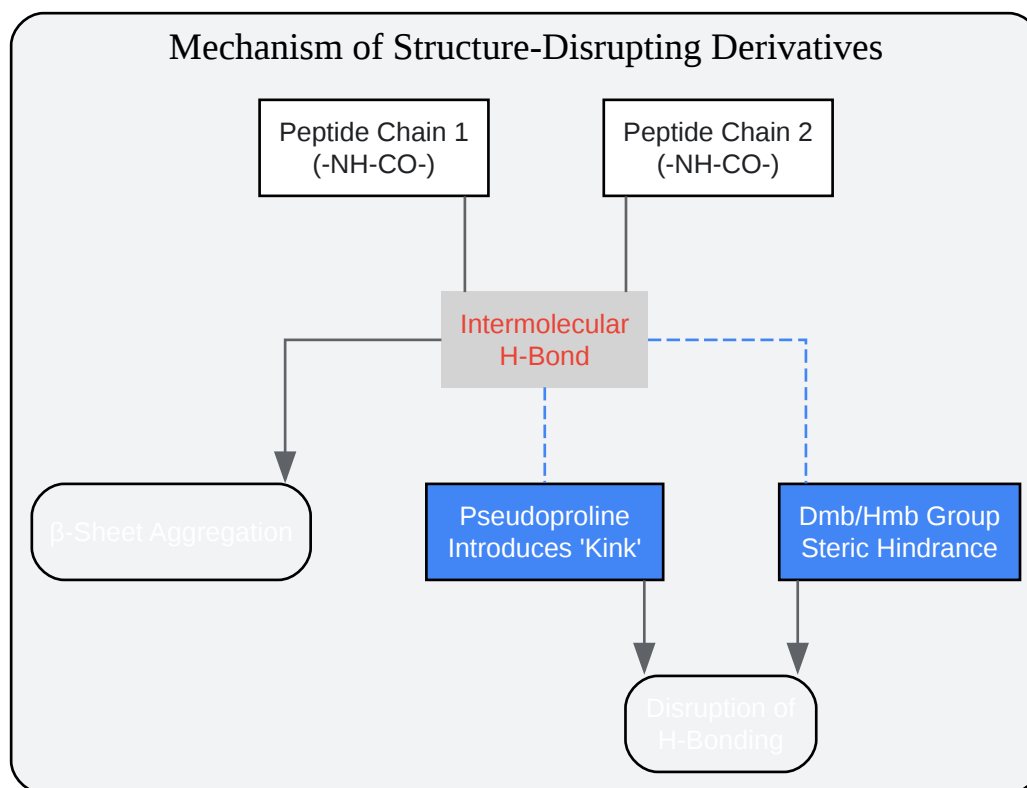 Mechanism of Structure-Disrupting Derivatives
Peptide Chain 1
(-NH-CO-)
Peptide Chain 2
(-NH-CO-)
Intermolecular
H-Bond
β-Sheet Aggregation
Pseudoproline
Introduces 'Kink'
Dmb/Hmb Group
Steric Hindrance
Disruption of
H-Bonding